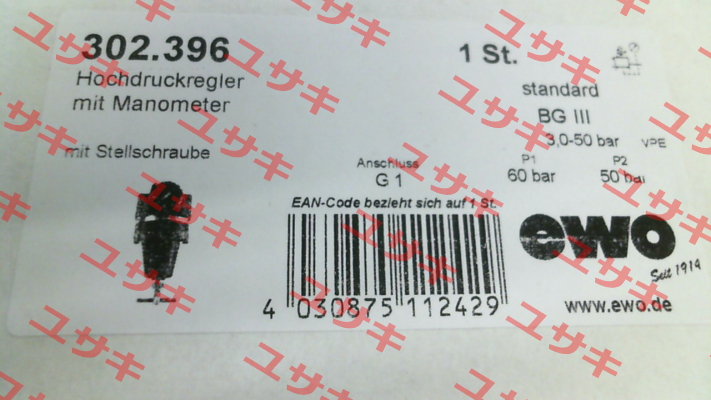 302.396
1 St.
Hochdruckregler
mit Manometer
standard
BG III
3,0-50 bar VPE
mit Stellschraube
Anschluss
G 1
P1 P2
60 bar 50 bar
EAN-Code bezieht sich auf 1 St.
ewo
Seit 1914
4 030875 112429
www.ewo.de
ユサキ